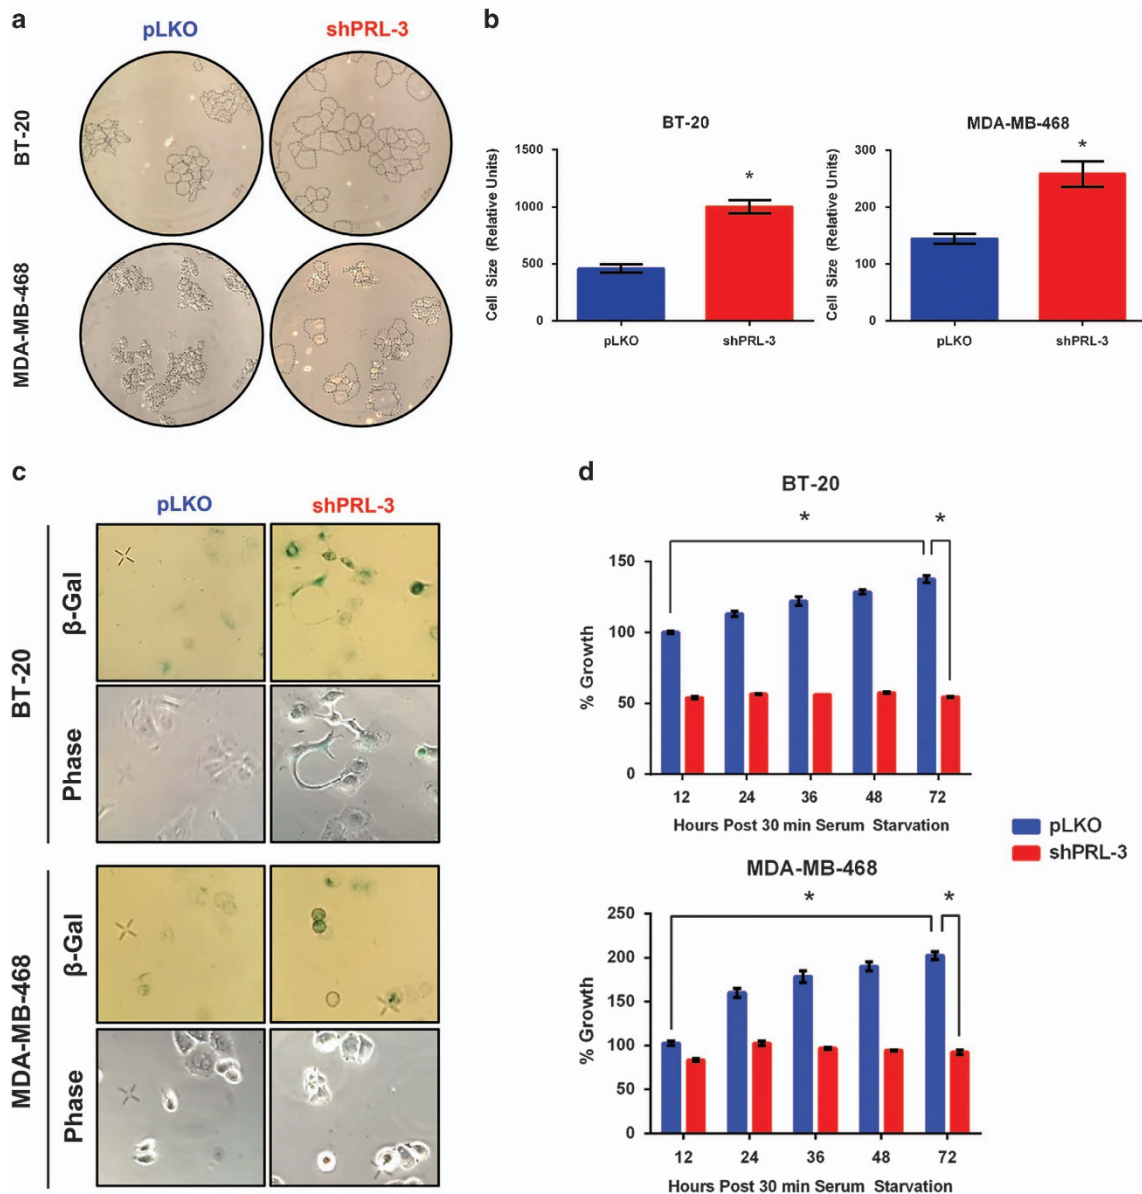 a
pLKO
shPRL-3
BT-20
MDA-MB-468
b
BT-20
Cell Size (Relative Units)
1500
1000
500
0
*
pLKO
shPRL-3
MDA-MB-468
Cell Size (Relative Units)
300
200
100
0
*
pLKO
shPRL-3
c
pLKO
shPRL-3
BT-20
β-Gal
Phase
MDA-MB-468
β-Gal
Phase
d
BT-20
* *
% Growth
150
100
50
0
12 24 36 48 72
Hours Post 30 min Serum Starvation
pLKO
shPRL-3
MDA-MB-468
* *
% Growth
250
200
150
100
50
0
12 24 36 48 72
Hours Post 30 min Serum Starvation